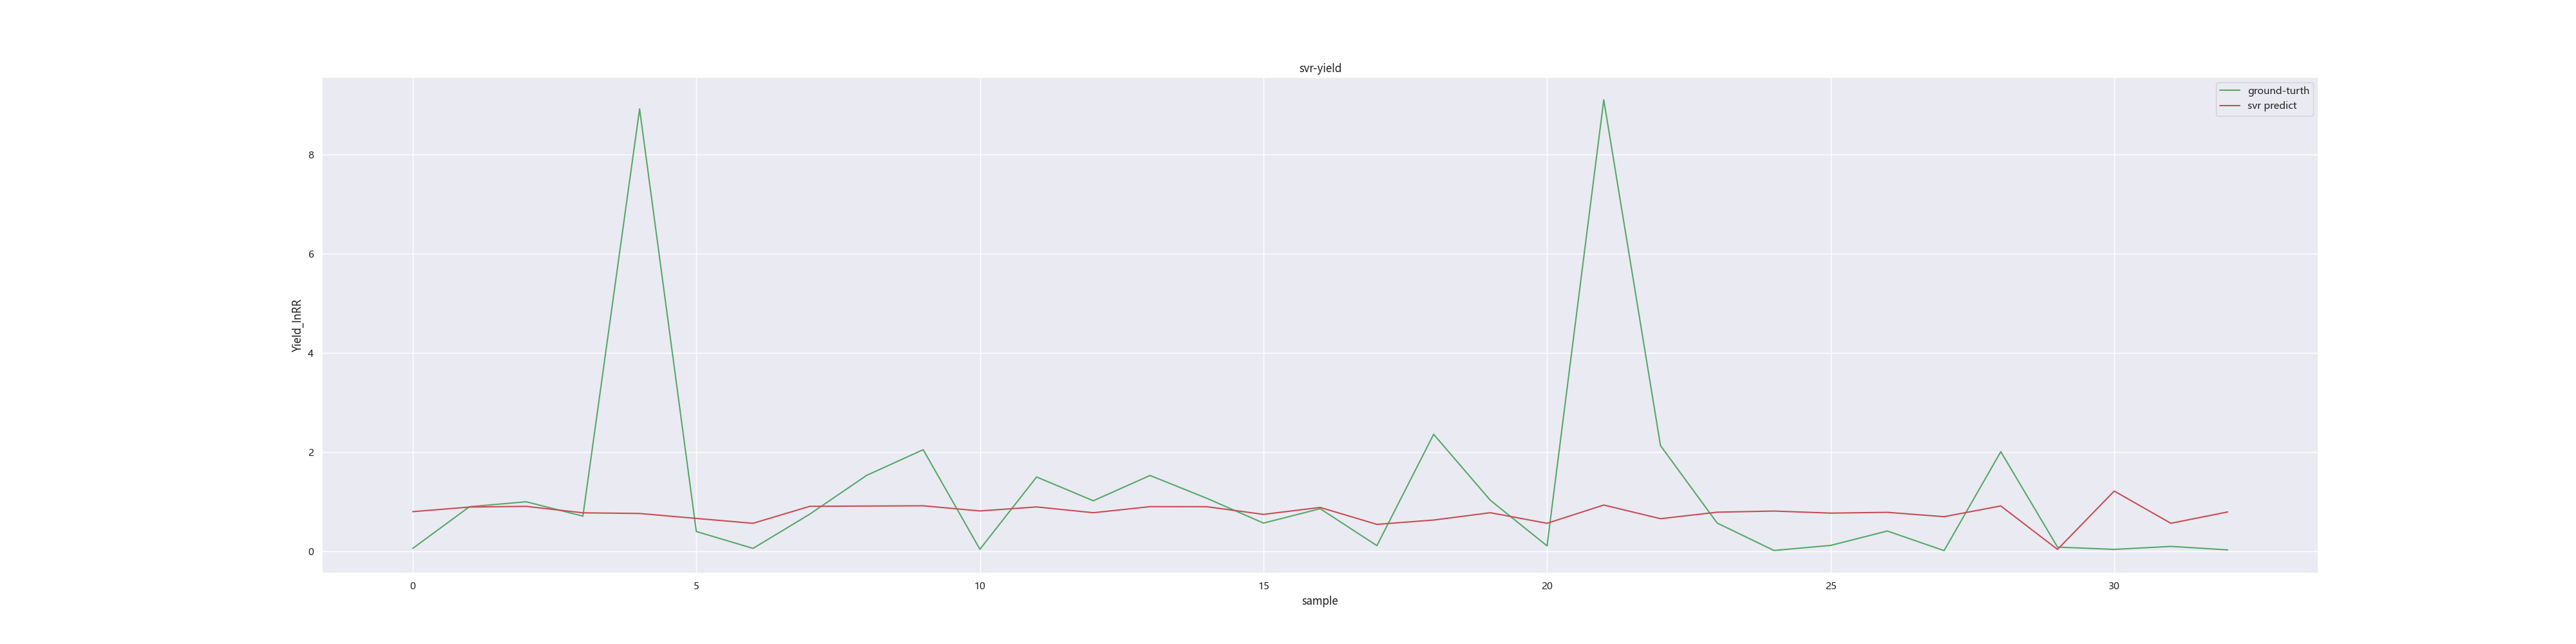 svr-yield
ground-turth
svr predict
Yield_lnRR
8
6
4
2
0
0 5 10 15 20 25 30
sample